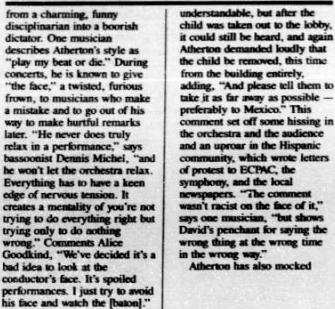 from a charming, funny
disciplinarian into a boorish
dictator. One musician
describes Atherton's style as
"play my beat or die." During
concerts, he is known to give
"the face," a twisted, furious
frown, to musicians who make
a mistake and to go out of his
way to make hurtful remarks
later. "He never does truly
relax in a performance," says
bassoonist Dennis Michel, "and
he won't let the orchestra relax.
Everything has to have a keen
edge of nervous tension. It
creates a mentality of you're not
trying to do everything right but
trying only to do nothing
wrong." Comments Alice
Goodkind, "We've decided it's a
bad idea to look at the
conductor's face. It's spoiled
performances. I just try to avoid
his face and watch the [baton]."
understandable, but after the
child was taken out to the lobby,
it could still be heard, and again
Atherton demanded loudly that
the child be removed, this time
from the building entirely,
adding, "And please tell them to
take it as far away as possible —
preferably to Mexico." This
comment set off some hissing in
the orchestra and the audience
and an uproar in the Hispanic
community, which wrote letters
of protest to ECPAC, the
symphony, and the local
newspapers. "The comment
wasn't racist on the face of it,"
says one musician, "but shows
David's penchant for saying the
wrong thing at the wrong time
in the wrong way."
Atherton has also mocked